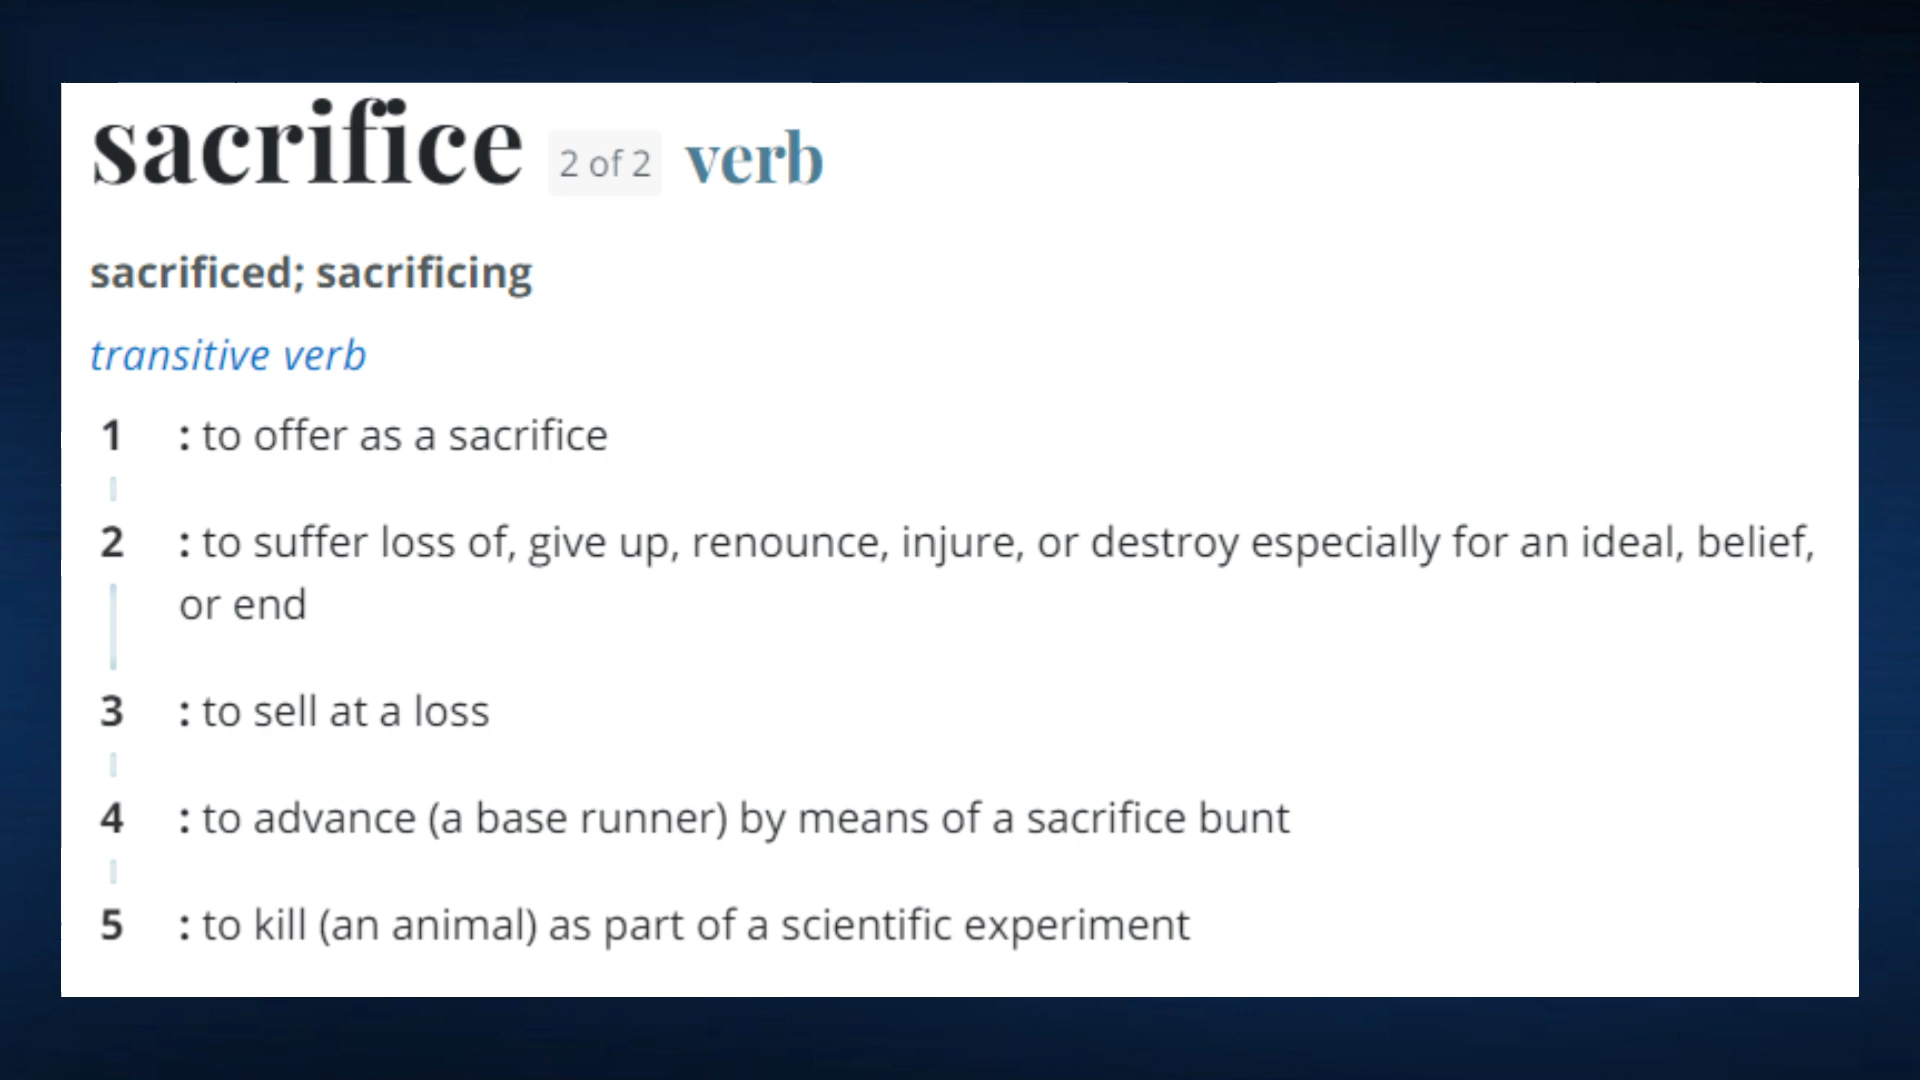 sacrifice 2 of 2 verb
sacrificed; sacrificing
transitive verb
1 : to offer as a sacrifice
2 : to suffer loss of, give up, renounce, injure, or destroy especially for an ideal, belief,
or end
3 : to sell at a loss
4 : to advance (a base runner) by means of a sacrifice bunt
5 : to kill (an animal) as part of a scientific experiment